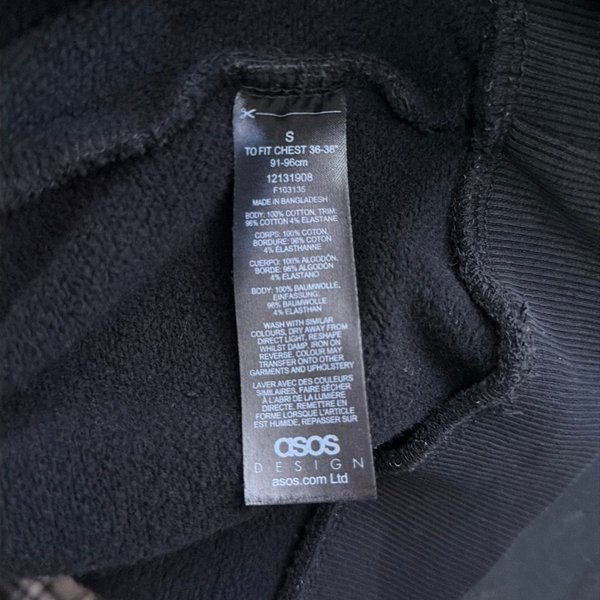 S
TO FIT CHEST 36-38"
91-96cm
12131908
F103135
MADE IN BANGLADESH
BODY: 100% COTTON, TRIM:
96% COTTON 4% ELASTANE
CORPS: 100% COTON,
BORDURE: 96% COTON
4% ÉLASTHANNE
CUERPO: 100% ALGODÓN,
BORDE: 96% ALGODÓN
4% ELASTANO
BODY: 100% BAUMWOLLE,
EINFASSUNG:
96% BAUMWOLLE
4% ELASTHAN
WASH WITH SIMILAR
COLOURS, DRY AWAY FROM
DIRECT LIGHT, RESHAPE
WHILST DAMP, IRON ON
REVERSE, COLOUR MAY
TRANSFER ONTO OTHER
GARMENTS AND UPHOLSTERY
LAVER AVEC DES COULEURS
SIMILAIRES, FAIRE SÉCHER
À L'ABRI DE LA LUMIÈRE
DIRECTE, REMETTRE EN
FORME LORSQUE L'ARTICLE
EST HUMIDE, REPASSER SUR
asos
DESIGN
asos.com Ltd